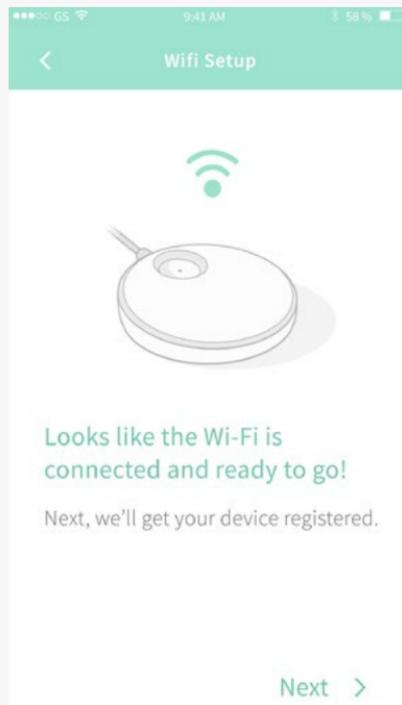 GS 9:41 AM 58%
Wifi Setup
Looks like the Wi-Fi is
connected and ready to go!
Next, we'll get your device registered.
Next